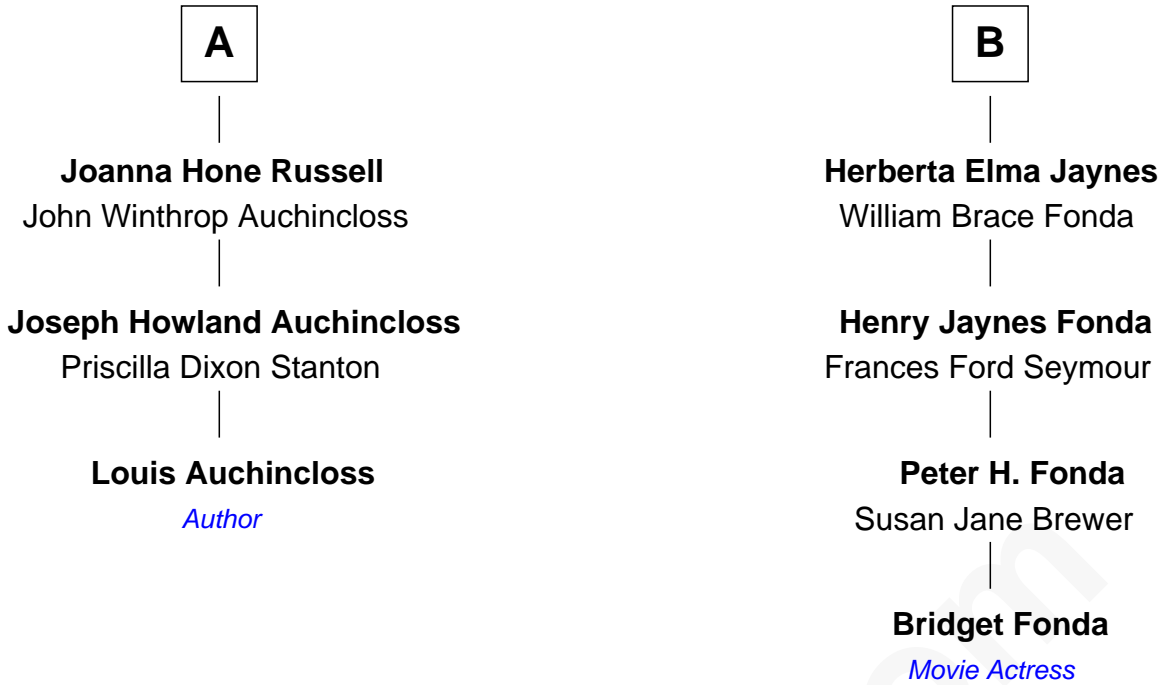 A
Joanna Hone Russell
John Winthrop Auchincloss
Joseph Howland Auchincloss
Priscilla Dixon Stanton
Louis Auchincloss
Author
B
Herberta Elma Jaynes
William Brace Fonda
Henry Jaynes Fonda
Frances Ford Seymour
Peter H. Fonda
Susan Jane Brewer
Bridget Fonda
Movie Actress